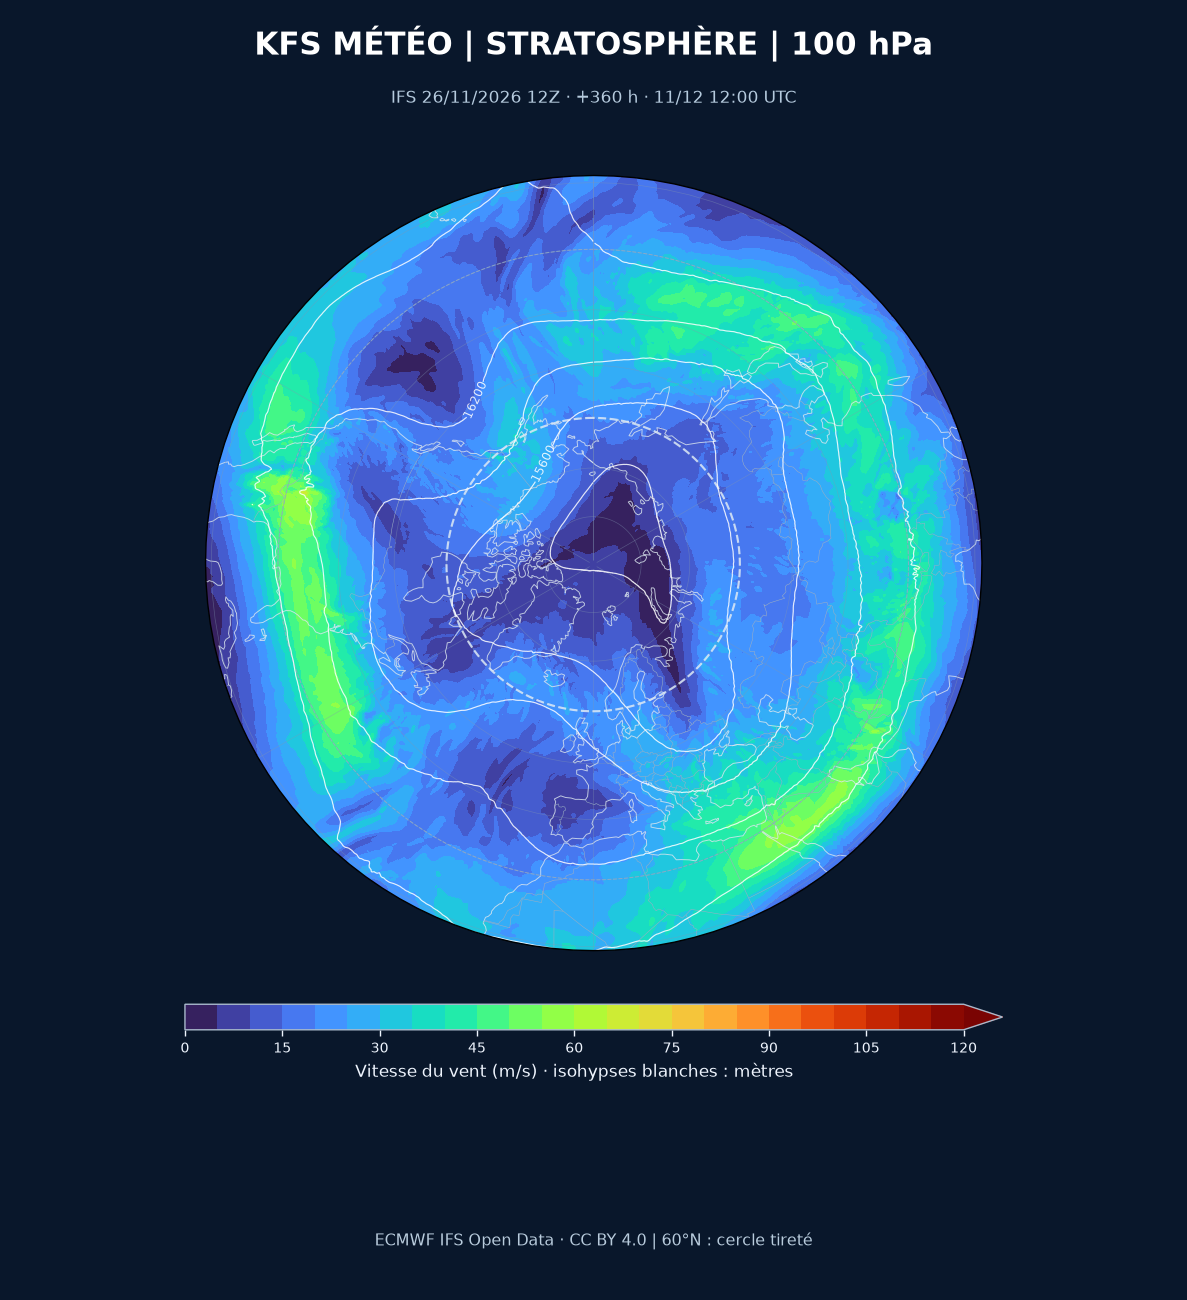 KFS MÉTÉO | STRATOSPHÈRE | 100 hPa
IFS 26/11/2026 12Z · +360 h · 11/12 12:00 UTC
16200
15600
0 15 30 45 60 75 90 105 120
Vitesse du vent (m/s) · isohypses blanches : mètres
ECMWF IFS Open Data · CC BY 4.0 | 60°N : cercle tireté